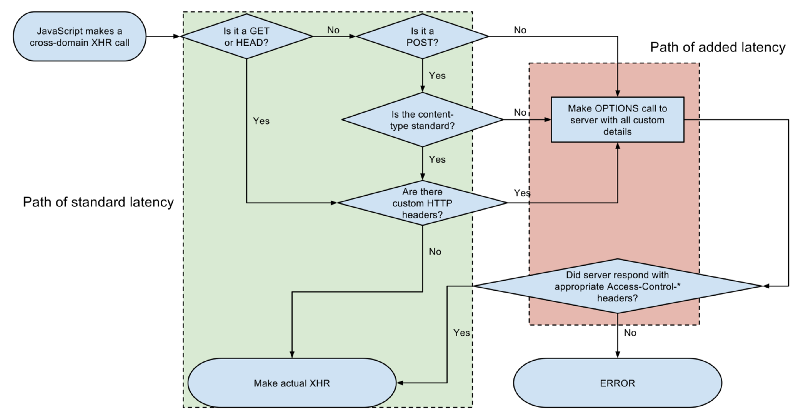 JavaScript makes a
cross-domain XHR call
Is it a GET
or HEAD?
No
Is it a
POST?
No
Path of added latency
Yes
Is the content-
type standard?
No
Make OPTIONS call to
server with all custom
details
Yes
Yes
Path of standard latency
Are there
custom HTTP
headers?
Yes
No
Did server respond with
appropriate Access-Control-*
headers?
Yes
No
Make actual XHR
ERROR